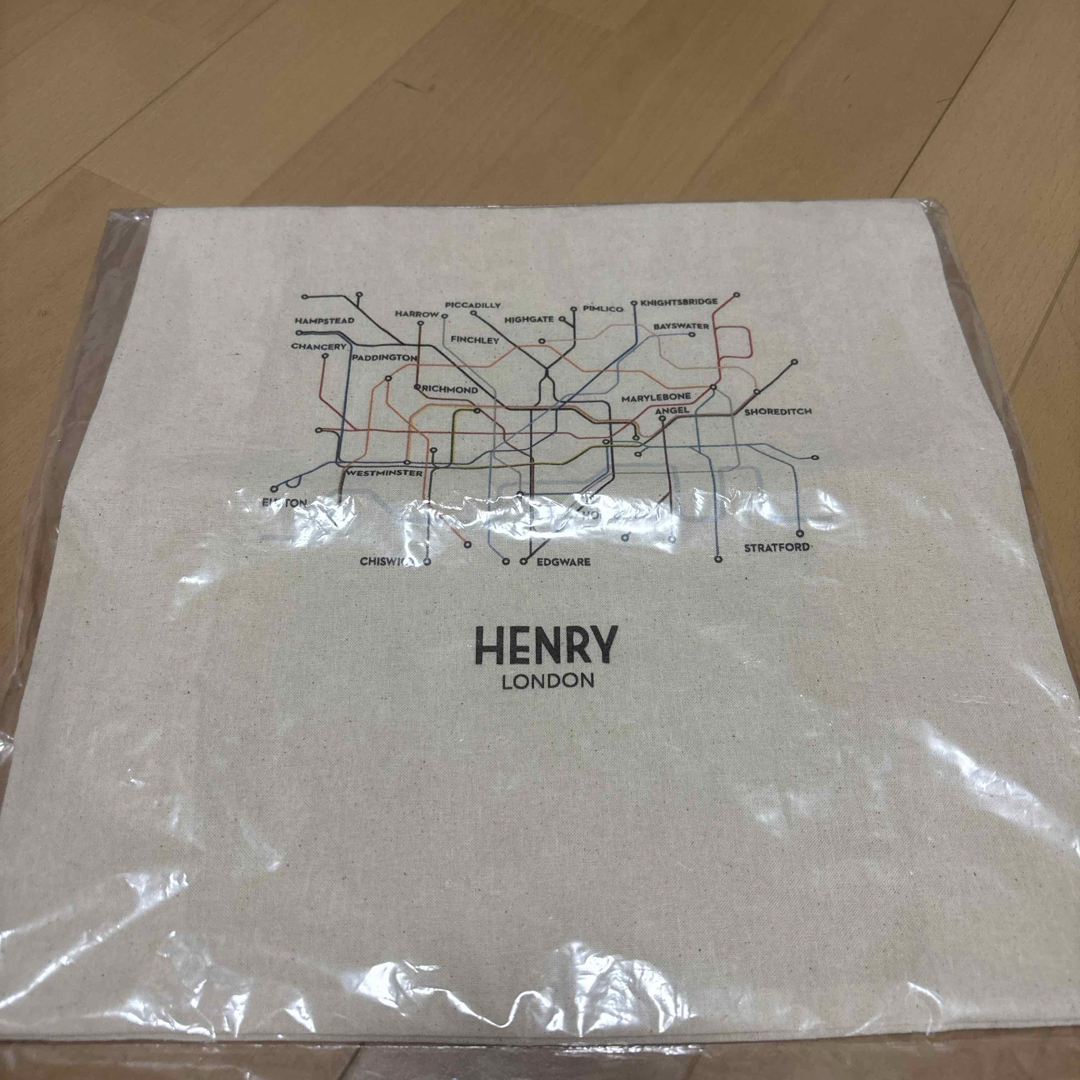 PICCADILLY
KNIGHTSBRIDGE
HARROW
PIMLICO
HIGHGATE
HAMPSTEAD
BAYSWATER
FINCHLEY
CHANCERY
PADDINGTON
RICHMOND
MARYLEBONE
ANGEL
SHOREDITCH
WESTMINSTER
EUSTON
STRATFORD
CHISWICK
EDGWARE
HENRY
LONDON